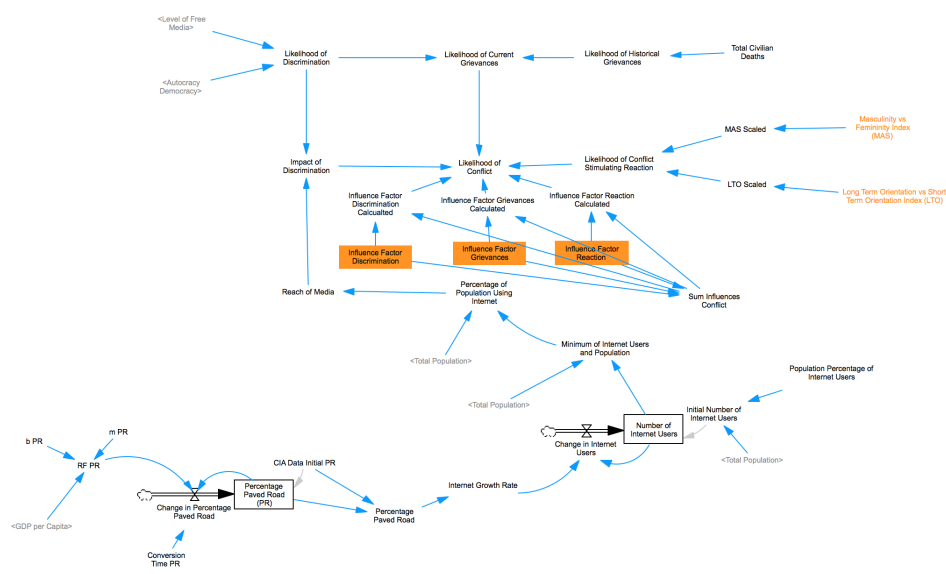 <Level of Free
Media>
Likelihood of
Discrimination
Likelihood of Current
Grievances
Likelihood of Historical
Grievances
Total Civilian
Deaths
<Autocracy
Democracy>
Masculinity vs
Femininity Index
(MAS)
MAS Scaled
Impact of
Discrimination
Likelihood of
Conflict
Likelihood of Conflict
Stimulating Reaction
LTO Scaled
Long Term Orientation vs Short
Term Orientation Index (LTO)
Influence Factor
Discrimination
Calcualted
Influence Factor Grievances
Calculated
Influence Factor Reaction
Calculated
Influence Factor
Discrimination
Influence Factor
Grievances
Influence Factor
Reaction
Reach of Media
Percentage of
Population Using
Internet
Sum Influences
Conflict
<Total Population>
Minimum of Internet Users
and Population
Population Percentage of
Internet Users
<Total Population>
Number of
Internet Users
Initial Number of
Internet Users
Change in Internet
Users
<Total Population>
b PR
m PR
RF PR
CIA Data Initial PR
Internet Growth Rate
Percentage
Paved Road
(PR)
Change in Percentage
Paved Road
Percentage
Paved Road
<GDP per Capita>
Conversion
Time PR